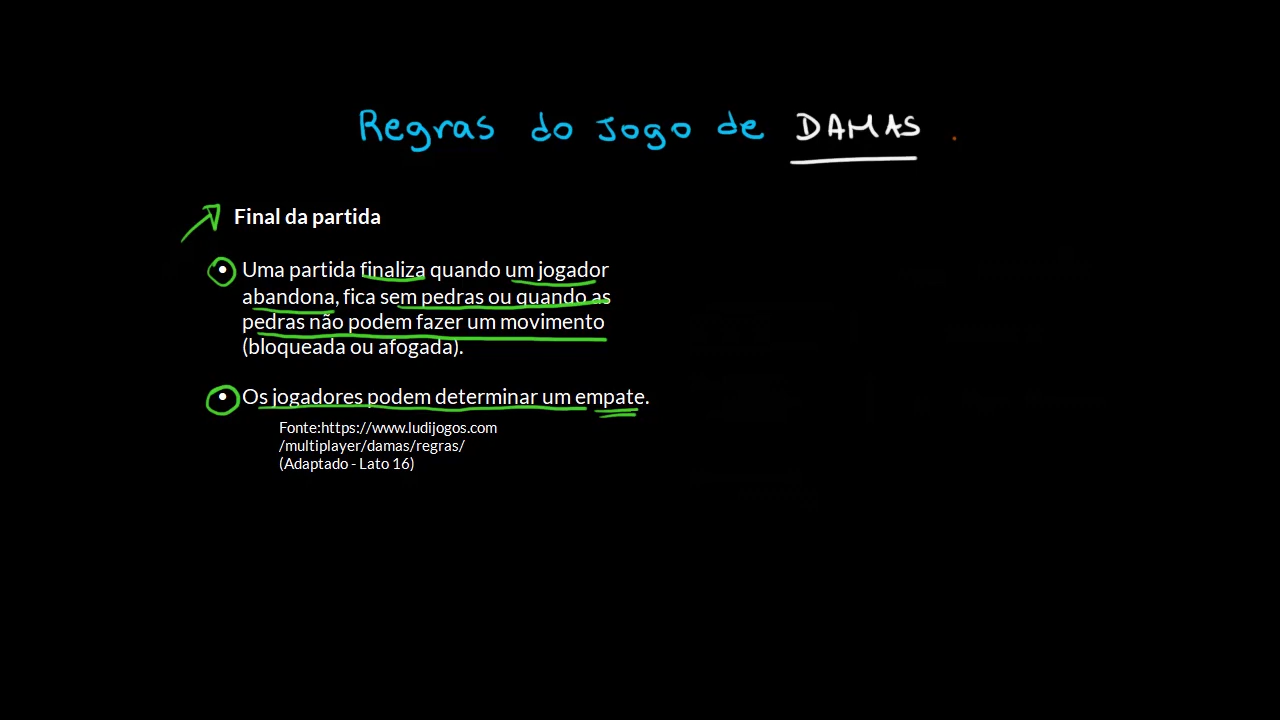 Regras do Jogo de DAMAS
Final da partida
• Uma partida finaliza quando um jogador
abandona, fica sem pedras ou quando as
pedras não podem fazer um movimento
(bloqueada ou afogada).
• Os jogadores podem determinar um empate.
Fonte:https://www.ludijogos.com
/multiplayer/damas/regras/
(Adaptado - Lato 16)